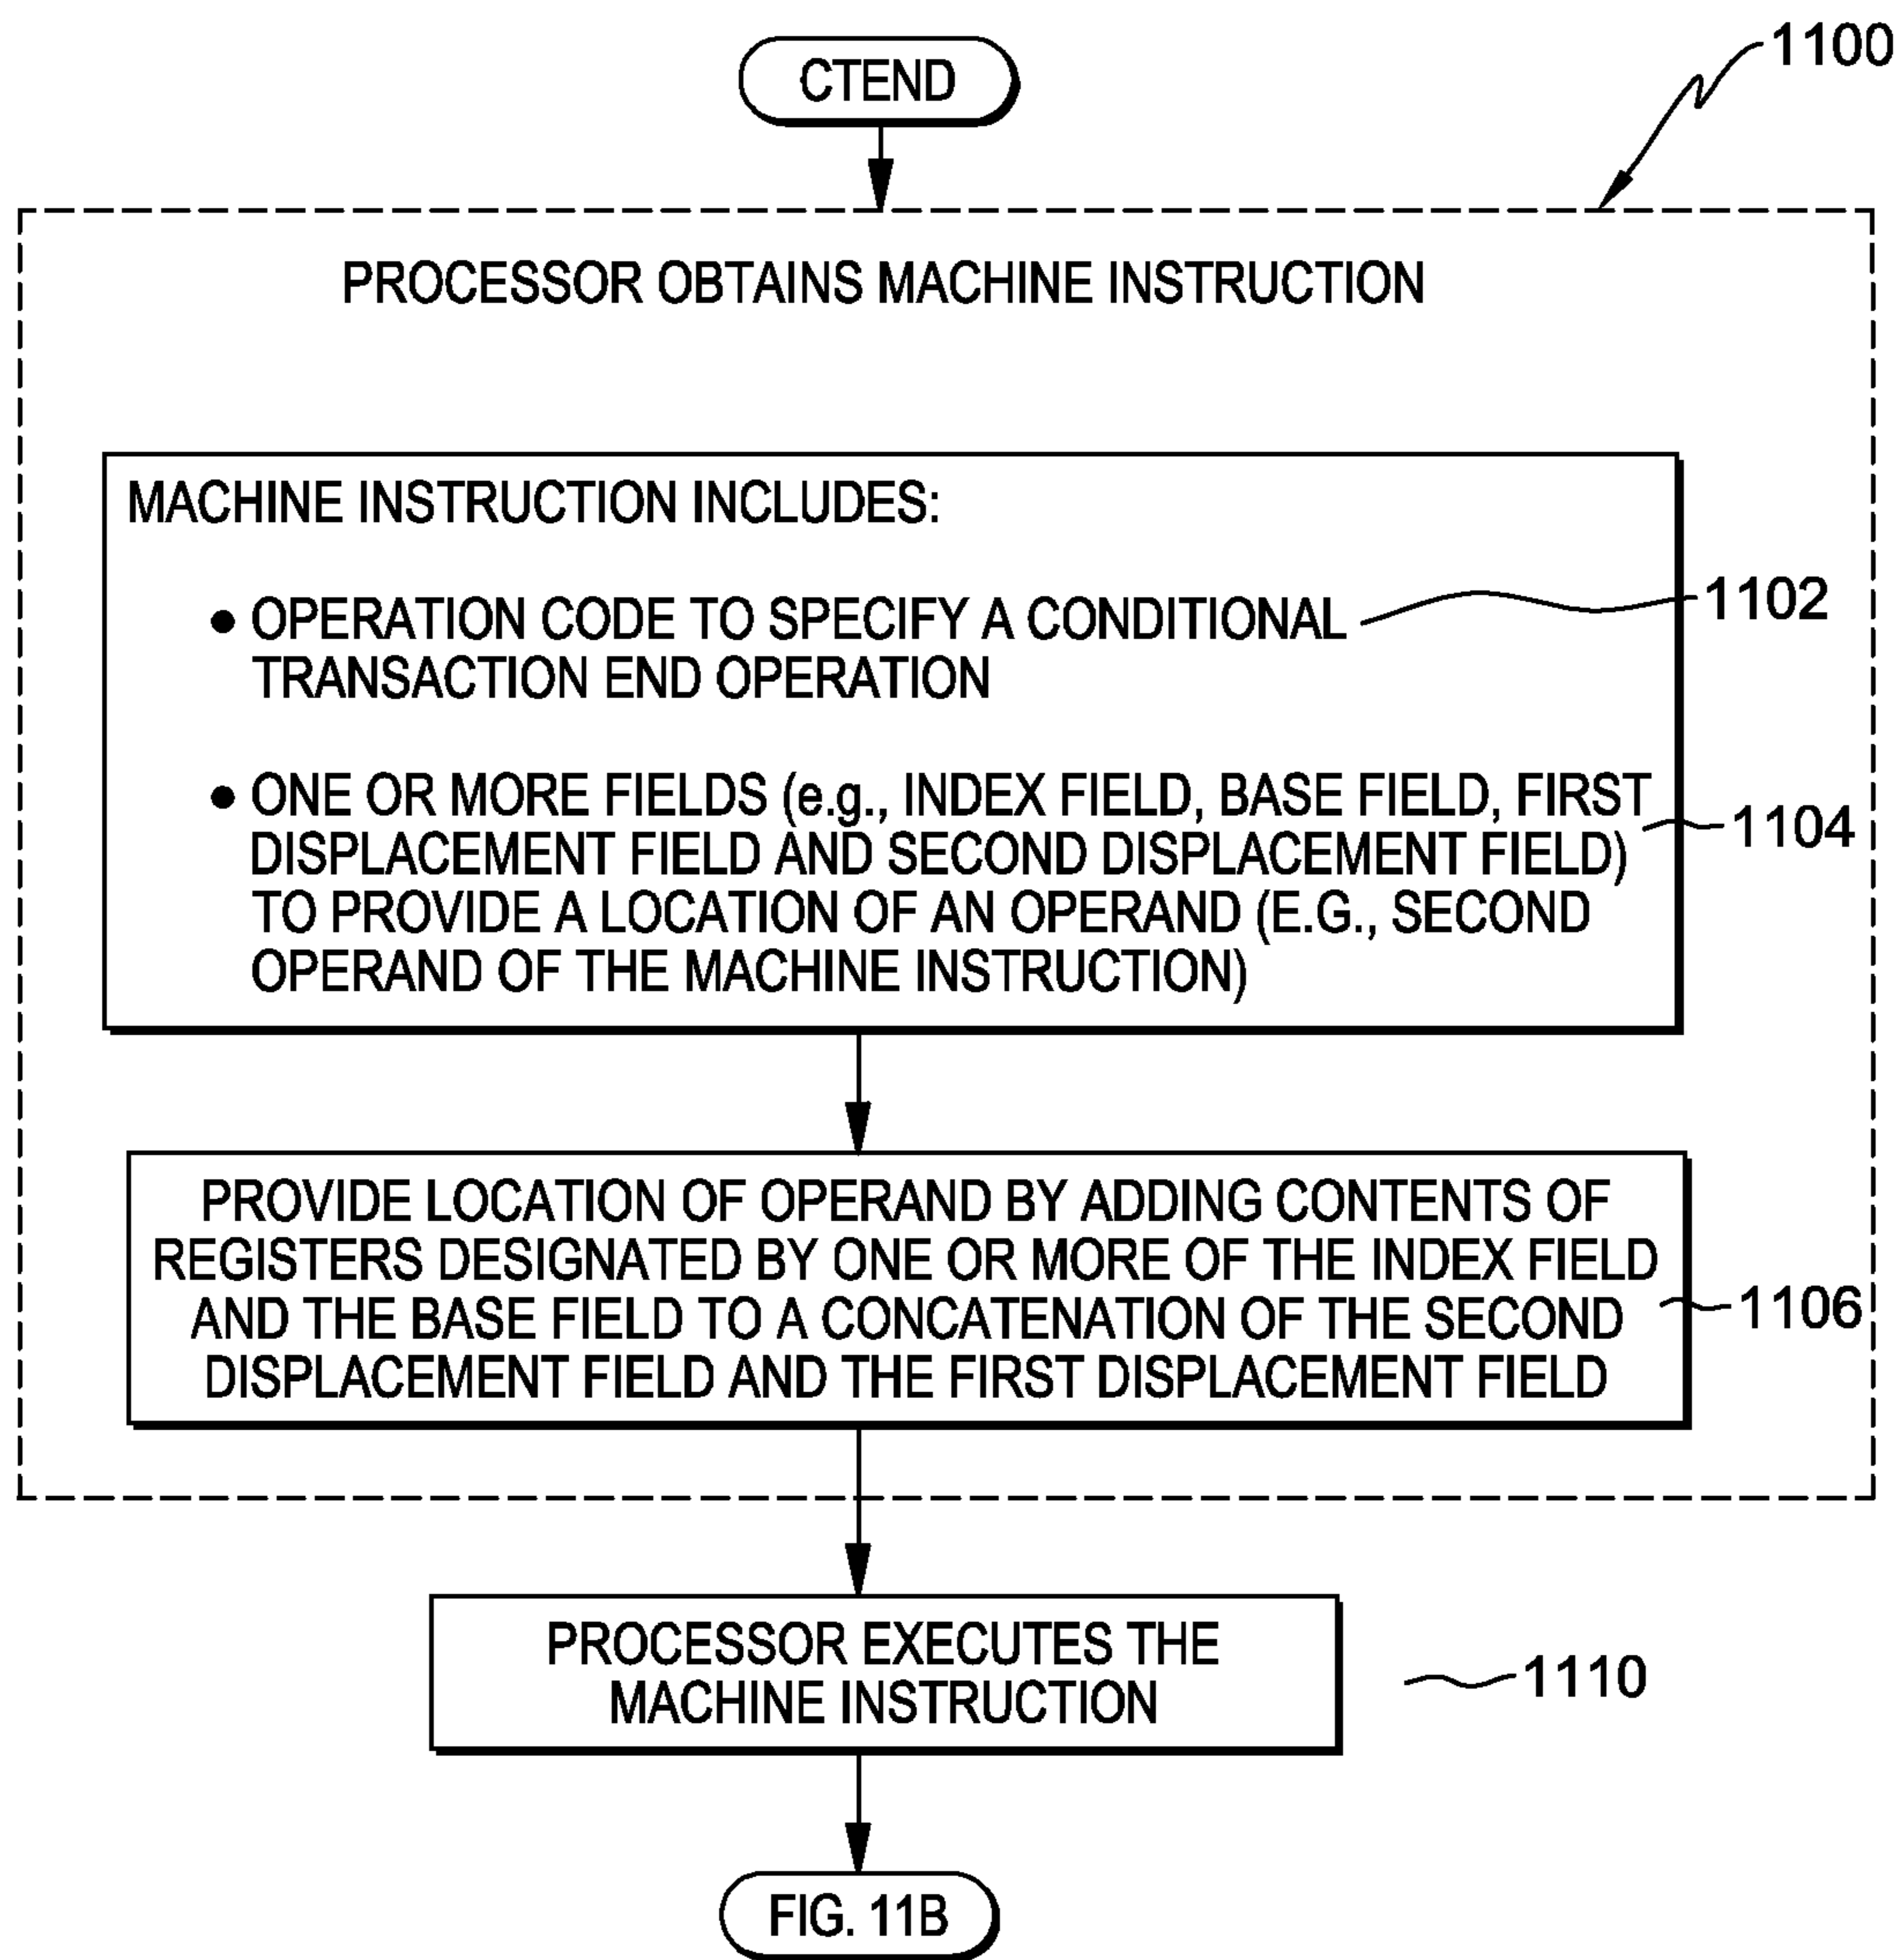 CTEND
1100
PROCESSOR OBTAINS MACHINE INSTRUCTION
MACHINE INSTRUCTION INCLUDES:
● OPERATION CODE TO SPECIFY A CONDITIONAL
TRANSACTION END OPERATION
1102
● ONE OR MORE FIELDS (e.g., INDEX FIELD, BASE FIELD, FIRST
DISPLACEMENT FIELD AND SECOND DISPLACEMENT FIELD)
TO PROVIDE A LOCATION OF AN OPERAND (E.G., SECOND
OPERAND OF THE MACHINE INSTRUCTION)
1104
PROVIDE LOCATION OF OPERAND BY ADDING CONTENTS OF
REGISTERS DESIGNATED BY ONE OR MORE OF THE INDEX FIELD
AND THE BASE FIELD TO A CONCATENATION OF THE SECOND
DISPLACEMENT FIELD AND THE FIRST DISPLACEMENT FIELD
1106
PROCESSOR EXECUTES THE
MACHINE INSTRUCTION
1110
FIG. 11B